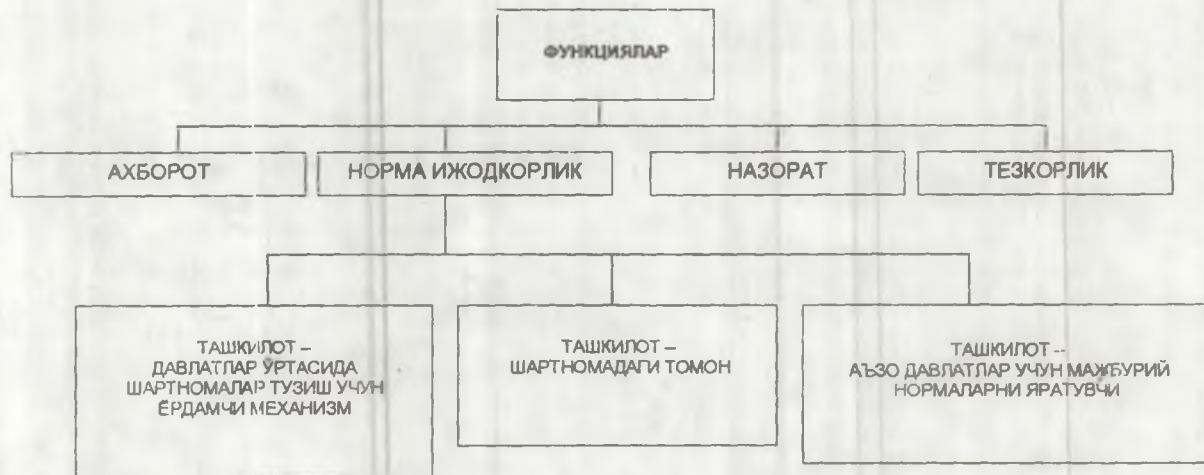 ФУНКЦИЯЛАР
АХБОРОТ
НОРМА ИЖОДКОРЛИК
НАЗОРАТ
ТЕЗКОРЛИК
ТАШКИЛОТ –
ДАВЛАТЛАР ЎРТАСИДА
ШАРТНОМАЛАР ТУЗИШ УЧУН
ЁРДАМЧИ МЕХАНИЗМ
ТАШКИЛОТ –
ШАРТНОМАДАГИ ТОМОН
ТАШКИЛОТ --
АЪЗО ДАВЛАТЛАР УЧУН МАЖБУРИЙ
НОРМАЛАРНИ ЯРАТУВЧИ